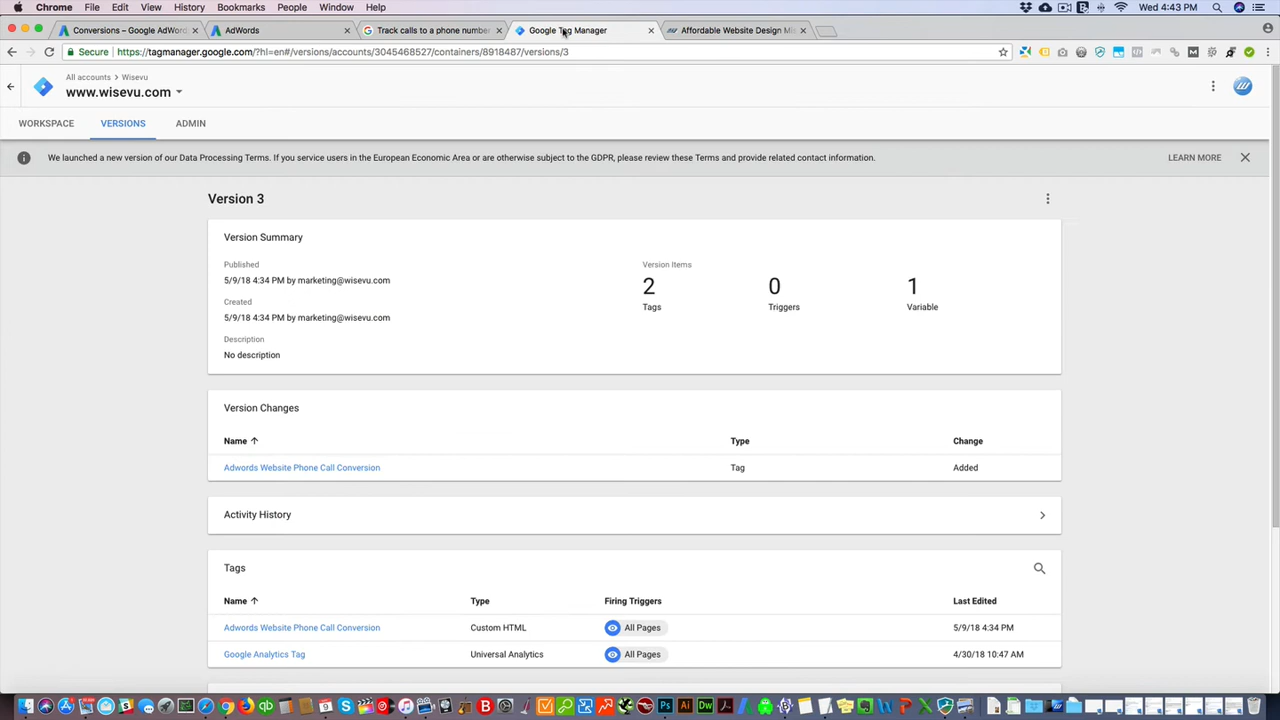 Chrome File Edit View History Bookmarks People Window Help Wed 4:43 PM
Conversions – Google AdWord
AdWords
Track calls to a phone number
Google Tag Manager
Affordable Website Design Mi
Secure https://tagmanager.google.com/?hl=en#/versions/accounts/3045468527/containers/8918487/versions/3
All accounts > Wisevu
www.wisevu.com
WORKSPACE VERSIONS ADMIN
We launched a new version of our Data Processing Terms. If you service users in the European Economic Area or are otherwise subject to the GDPR, please review these Terms and provide related contact information. LEARN MORE
Version 3
Version Summary
Published
5/9/18 4:34 PM by marketing@wisevu.com
Created
5/9/18 4:34 PM by marketing@wisevu.com
Description
No description
Version Items
2 0 1
Tags Triggers Variable
Version Changes
Name Type Change
Adwords Website Phone Call Conversion Tag Added
Activity History
Tags
Name Type Firing Triggers Last Edited
Adwords Website Phone Call Conversion Custom HTML All Pages 5/9/18 4:34 PM
Google Analytics Tag Universal Analytics All Pages 4/30/18 10:47 AM